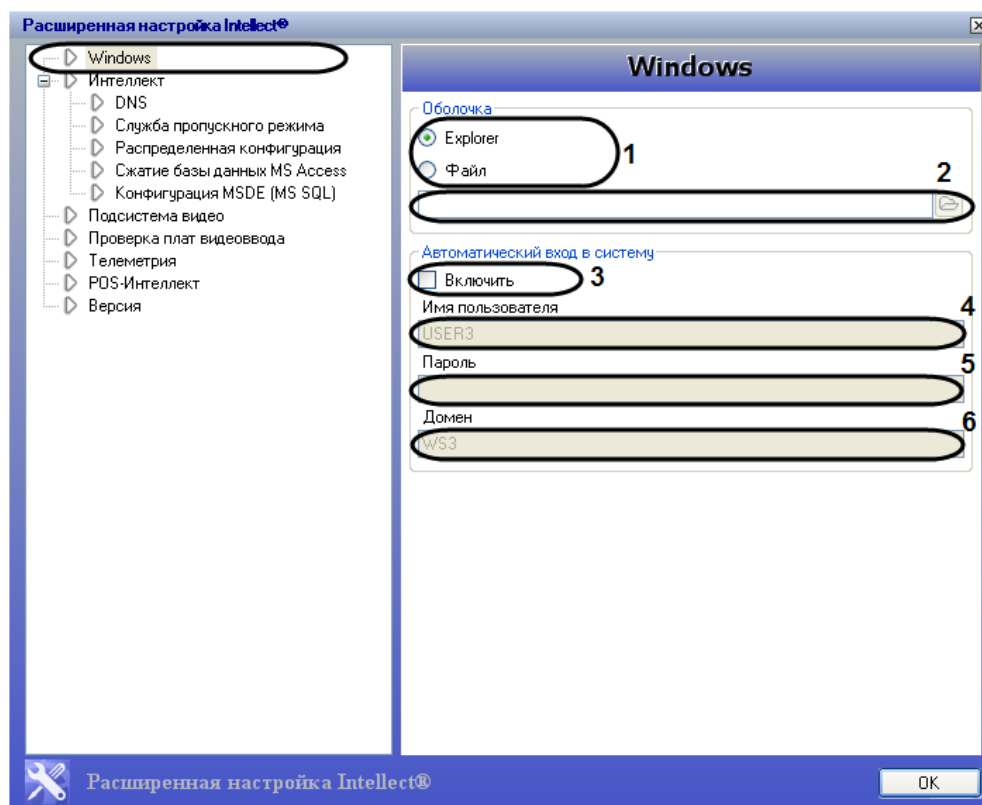 Расширенная настройка Intellect®
Windows
Интеллект
DNS
Служба пропускного режима
Распределенная конфигурация
Сжатие базы данных MS Access
Конфигурация MSDE (MS SQL)
Подсистема видео
Проверка плат видеоввода
Телеметрия
POS-Интеллект
Версия
Windows
Оболочка
Explorer
Файл
1
2
Автоматический вход в систему
Включить
3
Имя пользователя
4
USER3
Пароль
5
Домен
6
WS3
Расширенная настройка Intellect®
OK